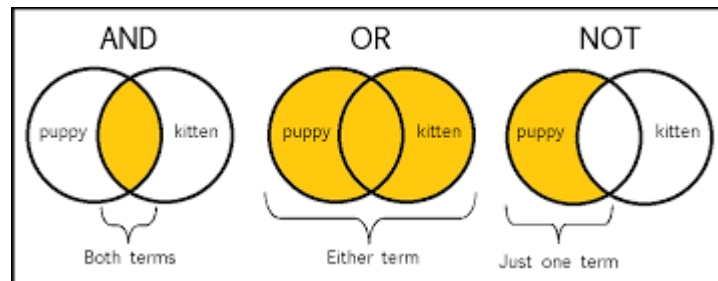 AND
OR
NOT
puppy
kitten
puppy
kitten
puppy
kitten
Both terms
Either term
Just one term